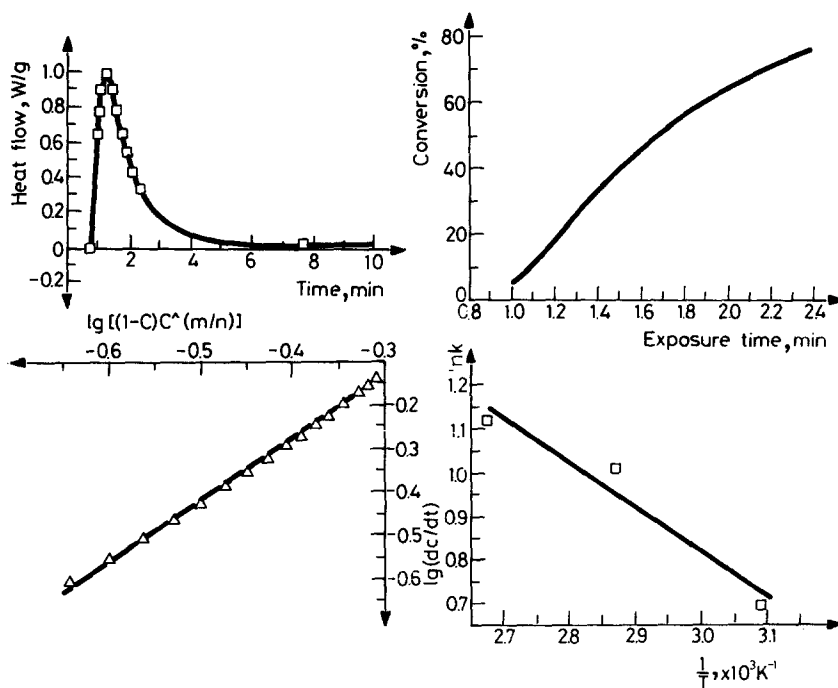 Heat flow, W/g
1.0
0.8
0.6
0.4
0.2
0
-0.2
2 4 6 8 10
Time, min
Conversion, %
80
60
40
20
0
0.8 1.0 1.2 1.4 1.6 1.8 2.0 2.2 2.4
Exposure time, min
lg [(1-C)C^(m/n)]
-0.6 -0.5 -0.4 -0.3
-0.2
-0.3
-0.4
-0.5
-0.6
lg(dc/dt)
nk
1.2
1.1
1.0
0.9
0.8
0.7
2.7 2.8 2.9 3.0 3.1
1/T, x10³K⁻¹